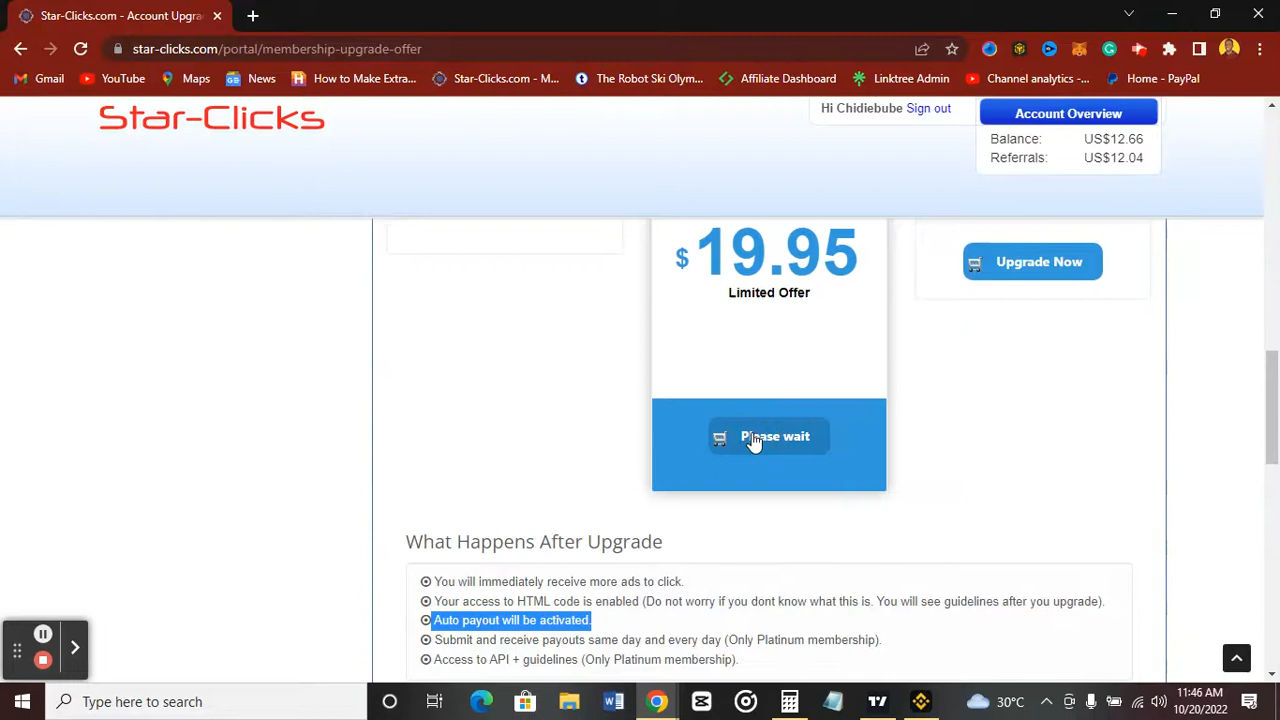 Star-Clicks.com - Account Upgra
star-clicks.com/portal/membership-upgrade-offer
Gmail YouTube Maps News How to Make Extra... Star-Clicks.com - M... The Robot Ski Olym... Affiliate Dashboard Linktree Admin Channel analytics -... Home - PayPal
Star-Clicks
Hi Chidiebube Sign out
Account Overview
Balance: US$12.66
Referrals: US$12.04
$ 19.95
Limited Offer
Upgrade Now
Please wait
What Happens After Upgrade
You will immediately receive more ads to click.
Your access to HTML code is enabled (Do not worry if you dont know what this is. You will see guidelines after you upgrade).
Auto payout will be activated.
Submit and receive payouts same day and every day (Only Platinum membership).
Access to API + guidelines (Only Platinum membership).
Type here to search
30°C
11:46 AM
10/20/2022